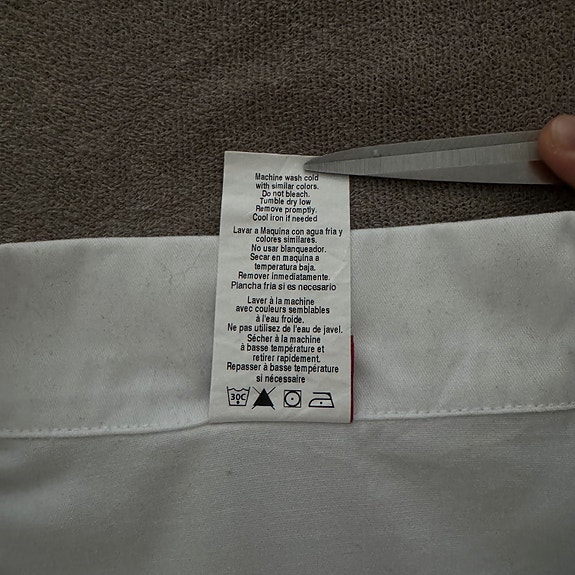 Machine wash cold
with similar colors.
Do not bleach.
Tumble dry low
Remove promptly.
Cool iron if needed
Lavar a Maquina con agua fria y
colores similares.
No usar blanqueador.
Secar en maquina a
temperatura baja.
Remover inmediatamente.
Plancha fria si es necesario
Laver à la machine
avec couleurs semblables
à l'eau froide.
Ne pas utilisez de l'eau de javel.
Sécher à la machine
à basse température et
retirer rapidement.
Repasser à basse température
si nécessaire
30C